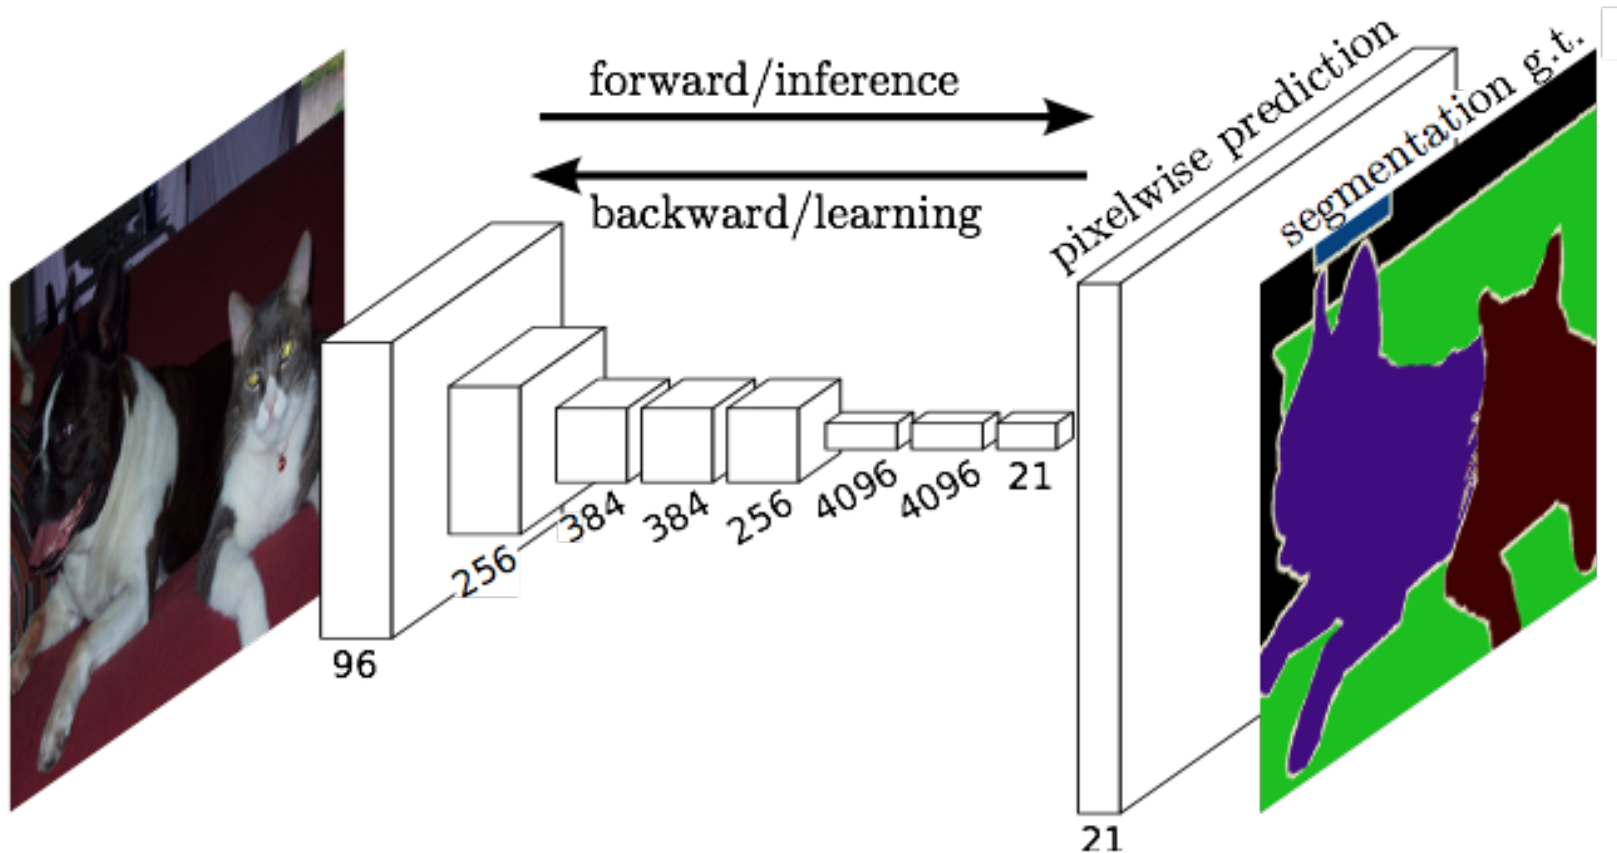 forward/inference
backward/learning
pixelwise prediction
segmentation g.t.
96
256
384
384
256
4096
4096
21
21